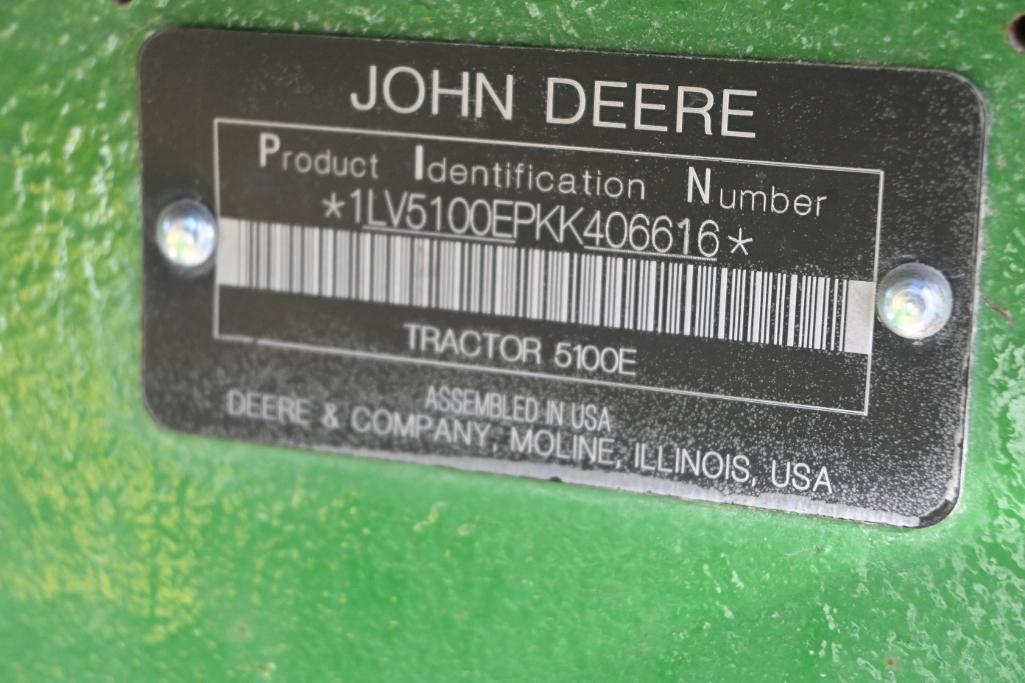 JOHN DEERE
Product Identification Number
*1LV5100EPKK406616*
TRACTOR 5100E
ASSEMBLED IN USA
DEERE & COMPANY, MOLINE, ILLINOIS, USA